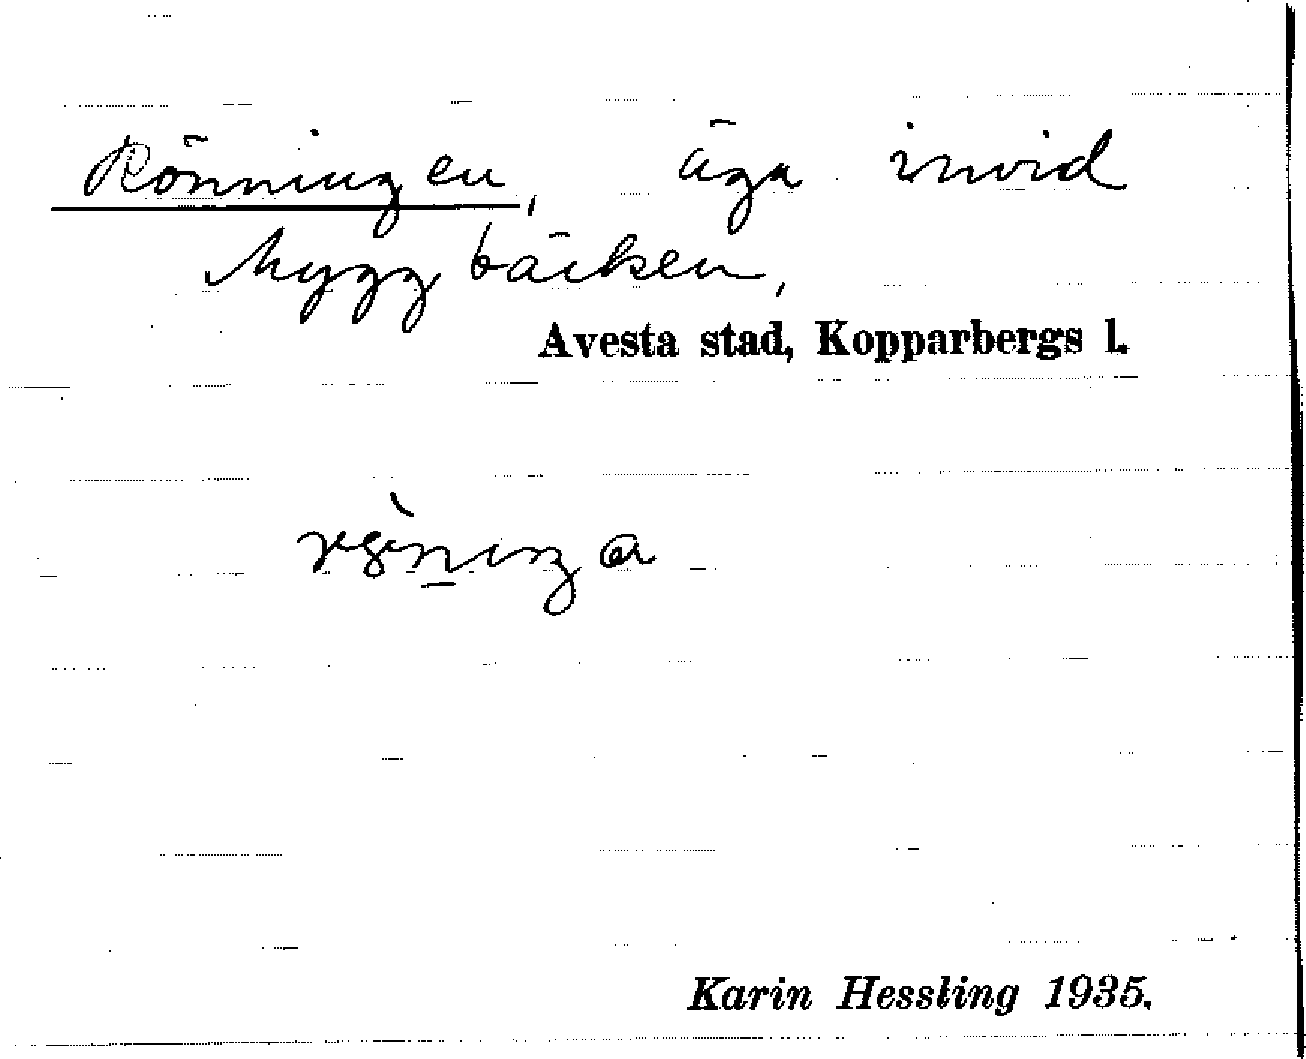 Rönningen, äga invid
Myggbäcken,
Avesta stad, Kopparbergs l.
Karin Hessling 1935.